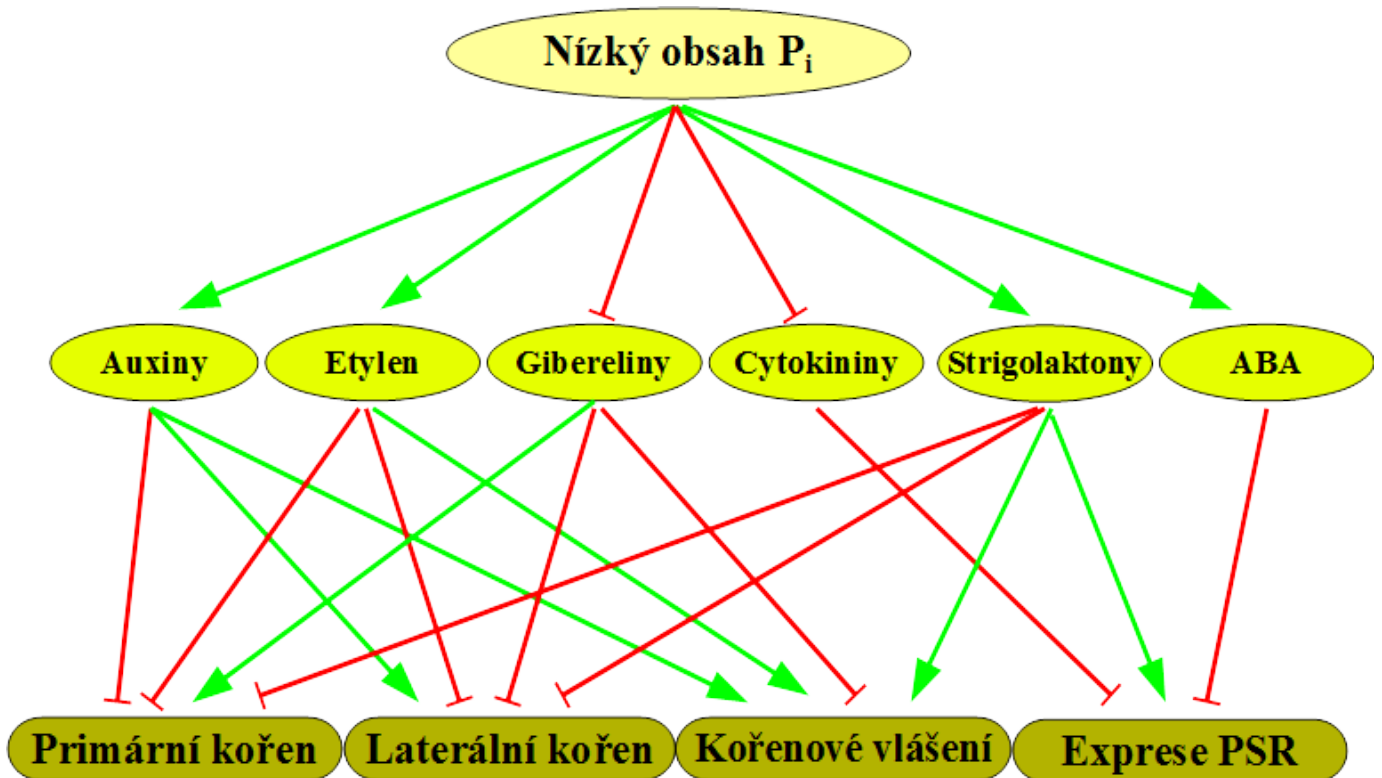 Nízký obsah Pi
Auxiny
Etylen
Gibereliny
Cytokininy
Strigolaktony
ABA
Primární kořen
Laterální kořen
Kořenové vlášení
Exprese PSR